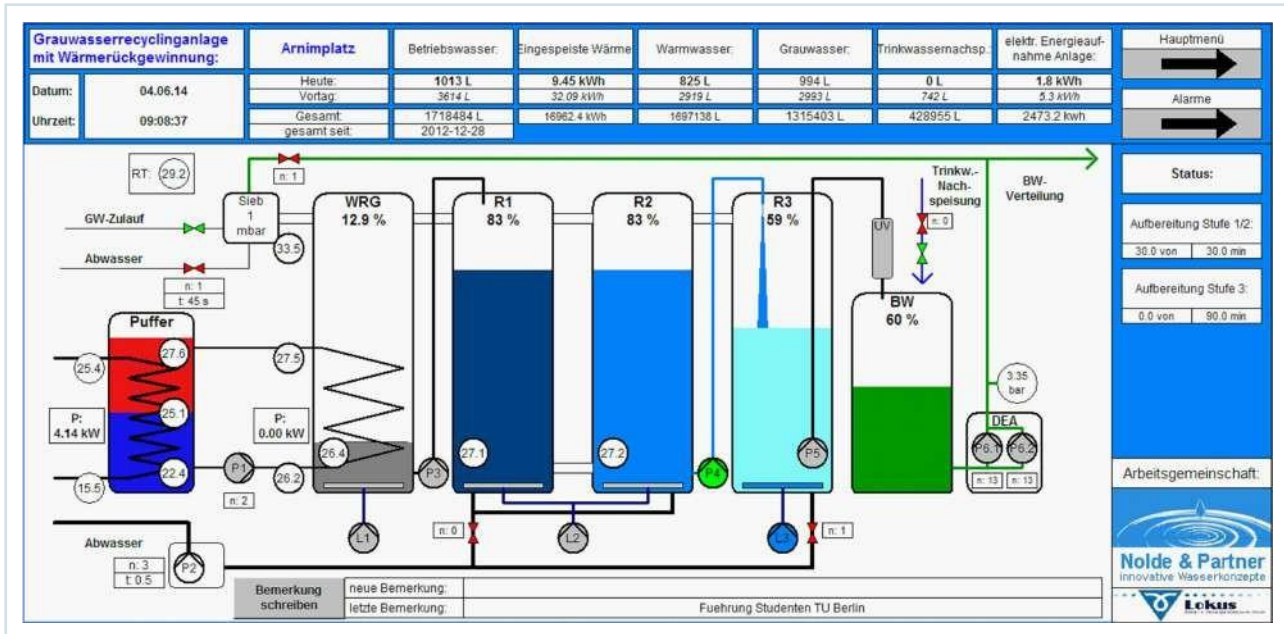 Grauwasserrecyclinganlage
mit Wärmerückgewinnung:
Arnimplatz
Betriebswasser:
Eingespeiste Wärme
Warmwasser:
Grauwasser:
Trinkwassernachsp.:
elektr. Energieauf-
nahme Anlage:
Hauptmenü
Datum:
04.06.14
Heute:
1013 L
9.45 kWh
825 L
994 L
0 L
1.8 kWh
Vortag:
3614 L
32.09 kWh
2919 L
2993 L
742 L
5.3 kWh
Alarme
Uhrzeit:
09:08:37
Gesamt:
1718484 L
16962.4 kWh
1697138 L
1315403 L
428955 L
2473.2 kwh
gesamt seit:
2012-12-28
RT: 29.2
n: 1
Sieb
1
mbar
GW-Zulauf
33.5
Abwasser
n: 1
t: 45 s
WRG
12.9 %
R1
83 %
R2
83 %
R3
59 %
UV
Trinkw.-
Nach-
speisung
n: 0
BW-
Verteilung
BW
60 %
Puffer
27.6
25.4
25.1
22.4
15.5
P:
4.14 kW
27.5
P:
0.00 kW
26.4
26.2
P1
n: 2
P3
27.1
27.2
P4
P5
3.35
bar
DEA
P6.1
P6.2
n: 13
n: 13
L1
n: 0
L2
L3
n: 1
Abwasser
n: 3
t: 0.5
P2
Bemerkung
schreiben
neue Bemerkung:
letzte Bemerkung:
Fuehrung Studenten TU Berlin
Status:
Aufbereitung Stufe 1/2:
30.0 von
30.0 min
Aufbereitung Stufe 3:
0.0 von
90.0 min
Arbeitsgemeinschaft:
Nolde & Partner
innovative Wasserkonzepte
Lokus